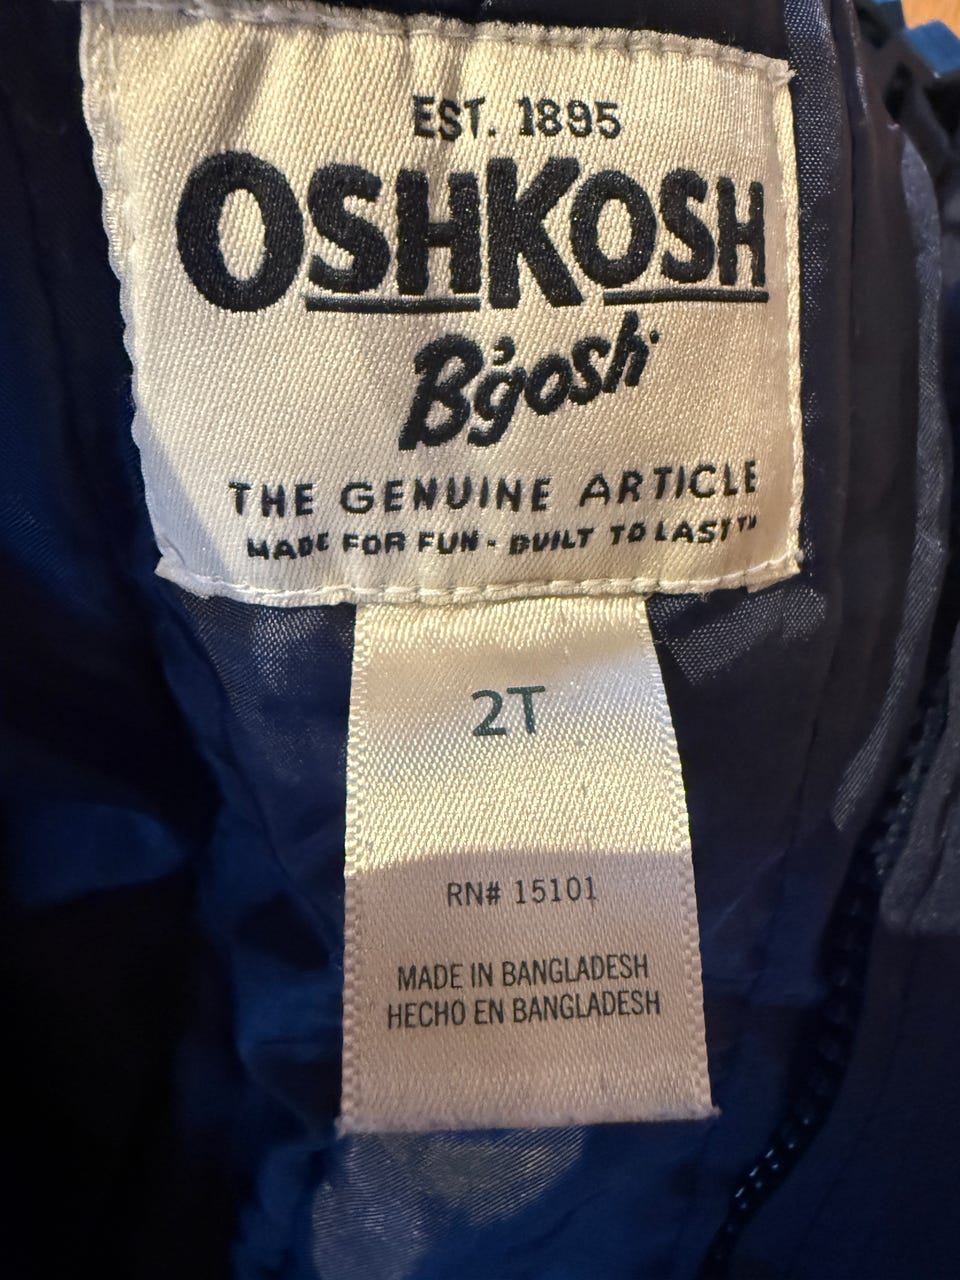 EST. 1895
OSHKOSH
B'gosh
THE GENUINE ARTICLE
MADE FOR FUN - BUILT TO LAST™
2T
RN# 15101
MADE IN BANGLADESH
HECHO EN BANGLADESH